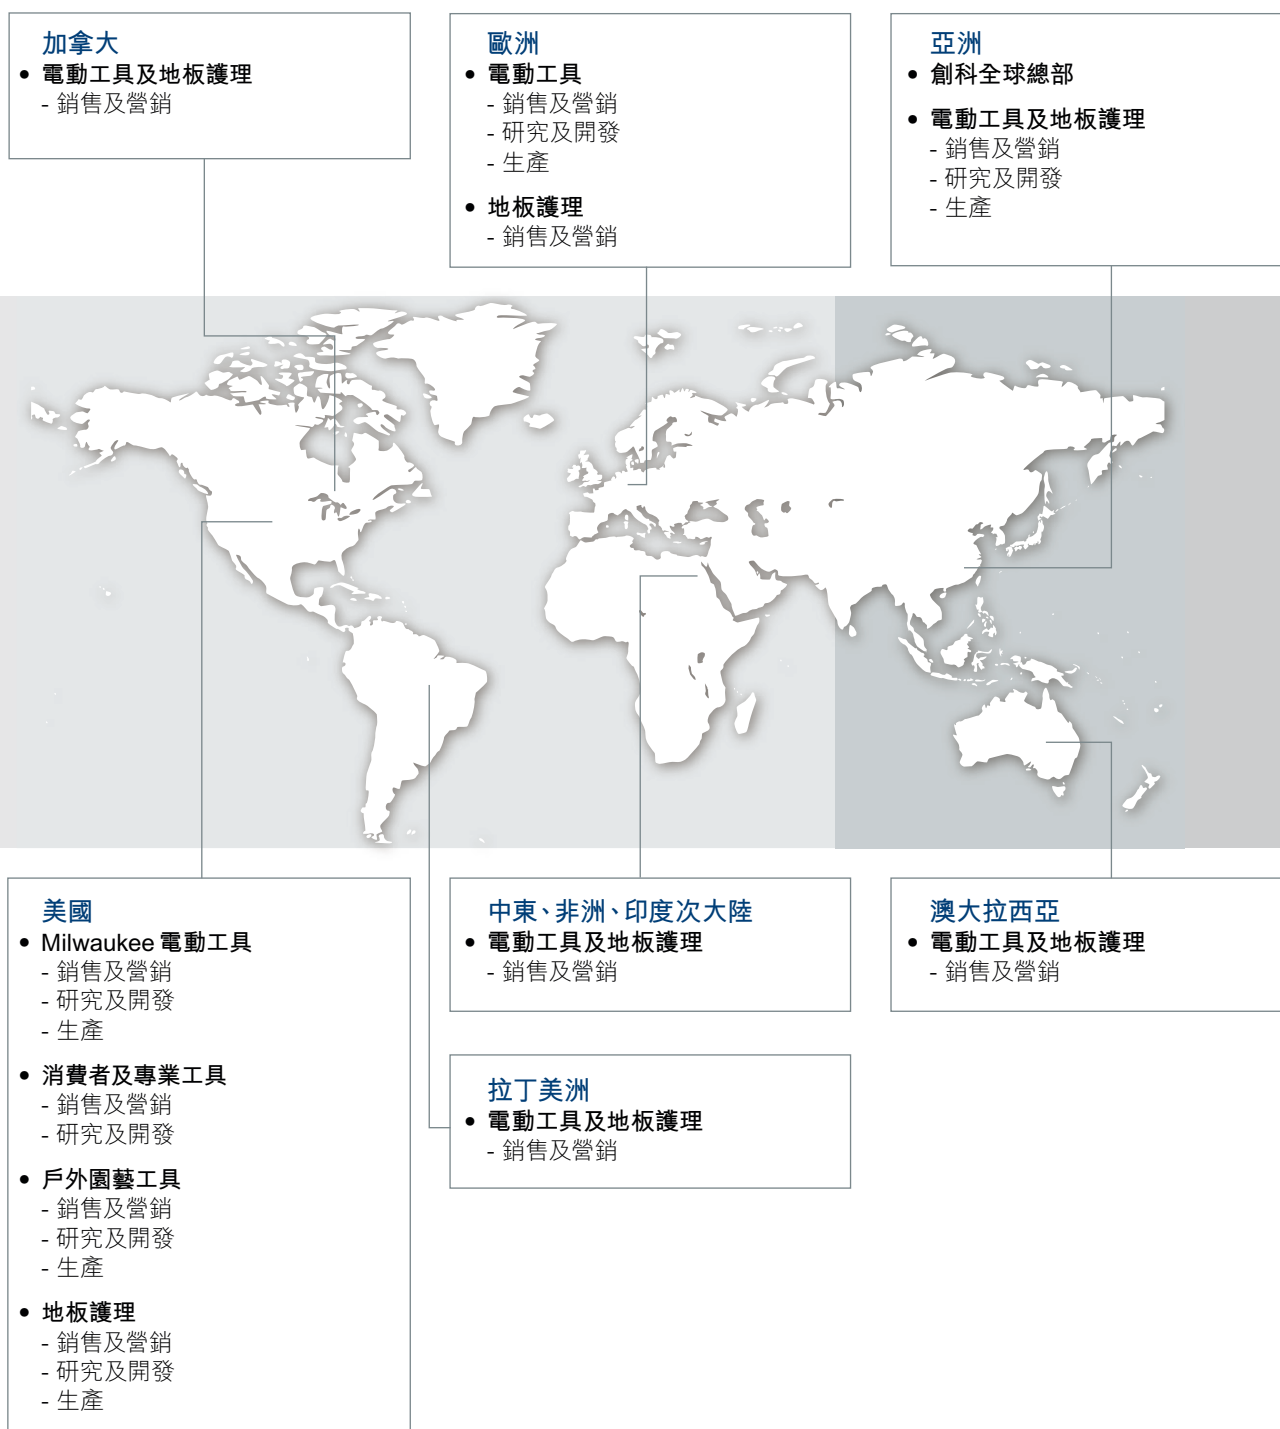 加拿大
• 電動工具及地板護理
- 銷售及營銷
歐洲
• 電動工具
- 銷售及營銷
- 研究及開發
- 生產
• 地板護理
- 銷售及營銷
亞洲
• 創科全球總部
• 電動工具及地板護理
- 銷售及營銷
- 研究及開發
- 生產
美國
• Milwaukee 電動工具
- 銷售及營銷
- 研究及開發
- 生產
• 消費者及專業工具
- 銷售及營銷
- 研究及開發
• 戶外園藝工具
- 銷售及營銷
- 研究及開發
- 生產
• 地板護理
- 銷售及營銷
- 研究及開發
- 生產
中東、非洲、印度次大陸
• 電動工具及地板護理
- 銷售及營銷
拉丁美洲
• 電動工具及地板護理
- 銷售及營銷
澳大拉西亞
• 電動工具及地板護理
- 銷售及營銷